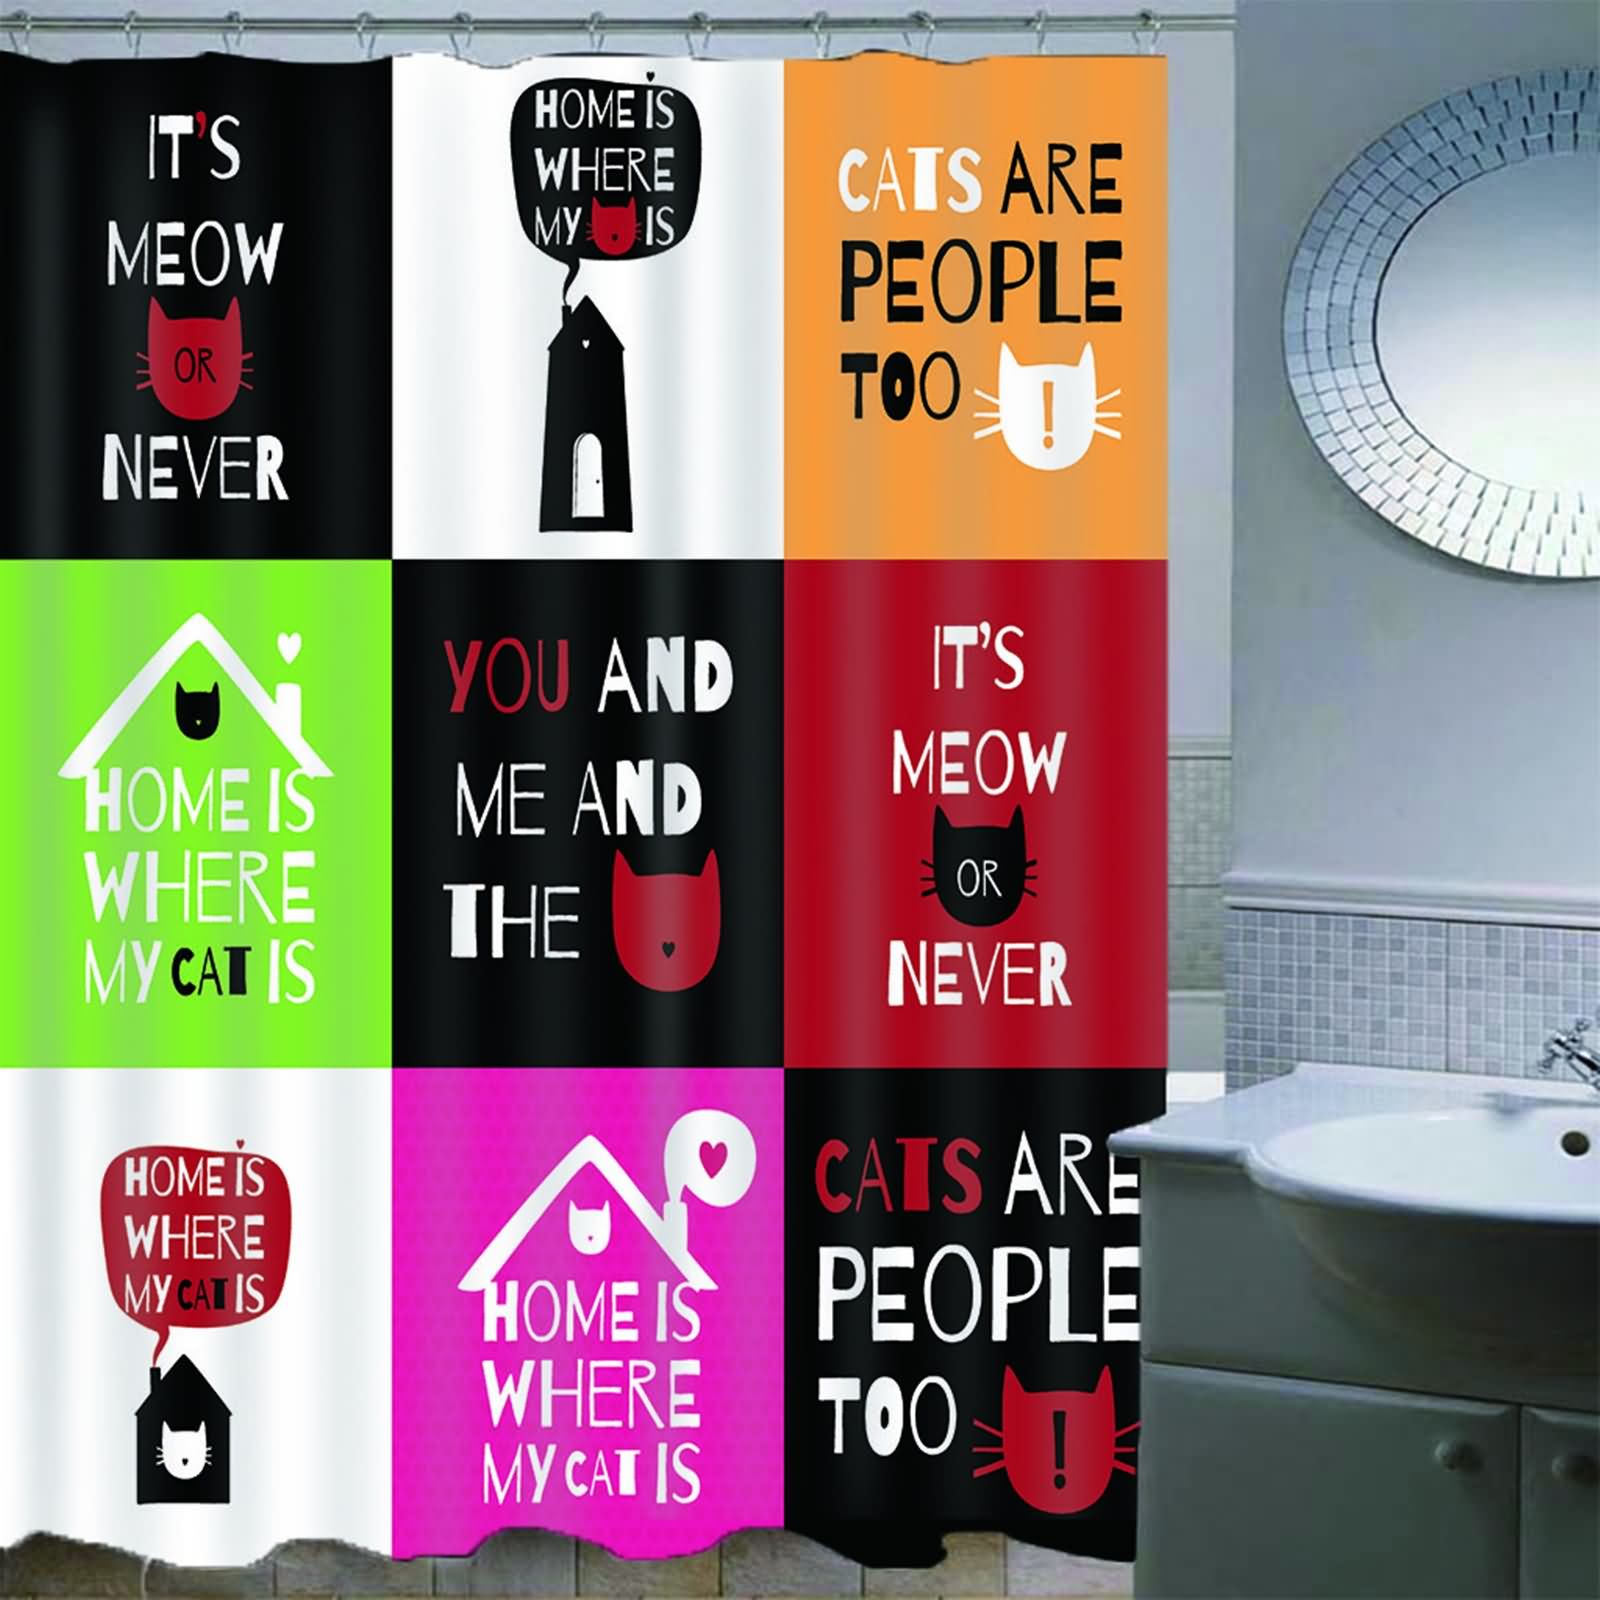 IT'S
MEOW
OR
NEVER
HOME IS
WHERE
MY IS
CATS ARE
PEOPLE
TOO !
HOME IS
WHERE
MY CAT IS
YOU AND
ME AND
THE
IT'S
MEOW
OR
NEVER
HOME IS
WHERE
MY CAT IS
HOME IS
WHERE
MY CAT IS
CATS ARE
PEOPLE
TOO !